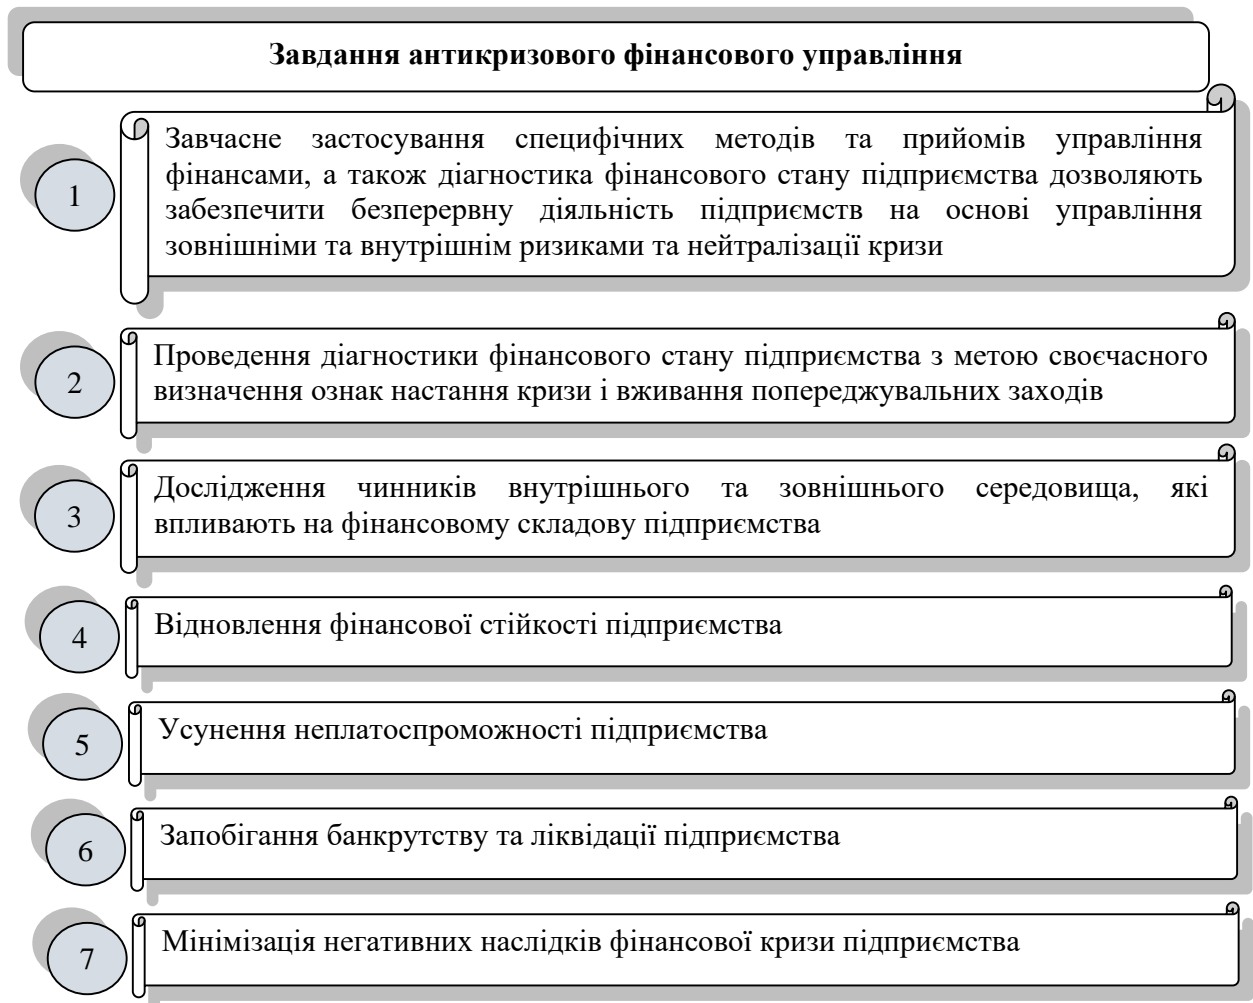 Завдання антикризового фінансового управління
1
Завчасне застосування специфічних методів та прийомів управління
фінансами, а також діагностика фінансового стану підприємства дозволяють
забезпечити безперервну діяльність підприємств на основі управління
зовнішніми та внутрішнім ризиками та нейтралізації кризи
2
Проведення діагностики фінансового стану підприємства з метою своєчасного
визначення ознак настання кризи і вживання попереджувальних заходів
3
Дослідження чинників внутрішнього та зовнішнього середовища, які
впливають на фінансовому складову підприємства
4
Відновлення фінансової стійкості підприємства
5
Усунення неплатоспроможності підприємства
6
Запобігання банкрутству та ліквідації підприємства
7
Мінімізація негативних наслідків фінансової кризи підприємства